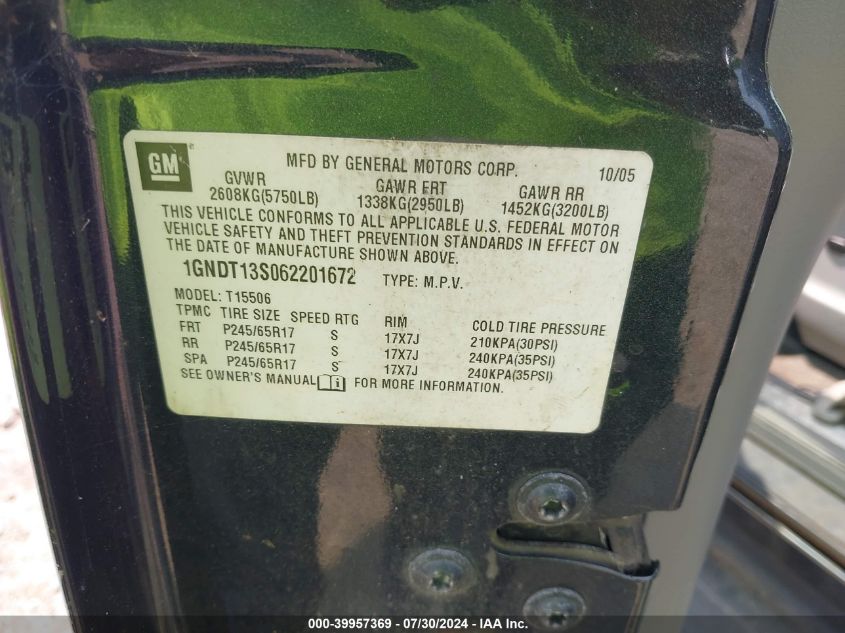 GM
MFD BY GENERAL MOTORS CORP. 10/05
GVWR GAWR FRT GAWR RR
2608KG(5750LB) 1338KG(2950LB) 1452KG(3200LB)
THIS VEHICLE CONFORMS TO ALL APPLICABLE U.S. FEDERAL MOTOR
VEHICLE SAFETY AND THEFT PREVENTION STANDARDS IN EFFECT ON
THE DATE OF MANUFACTURE SHOWN ABOVE.
1GNDT13S062201672 TYPE: M.P.V.
MODEL: T15506
TPMC TIRE SIZE SPEED RTG RIM COLD TIRE PRESSURE
FRT P245/65R17 S 17X7J 210KPA(30PSI)
RR P245/65R17 S 17X7J 240KPA(35PSI)
SPA P245/65R17 S 17X7J 240KPA(35PSI)
SEE OWNER'S MANUAL i FOR MORE INFORMATION.
000-39957369 - 07/30/2024 - IAA Inc.